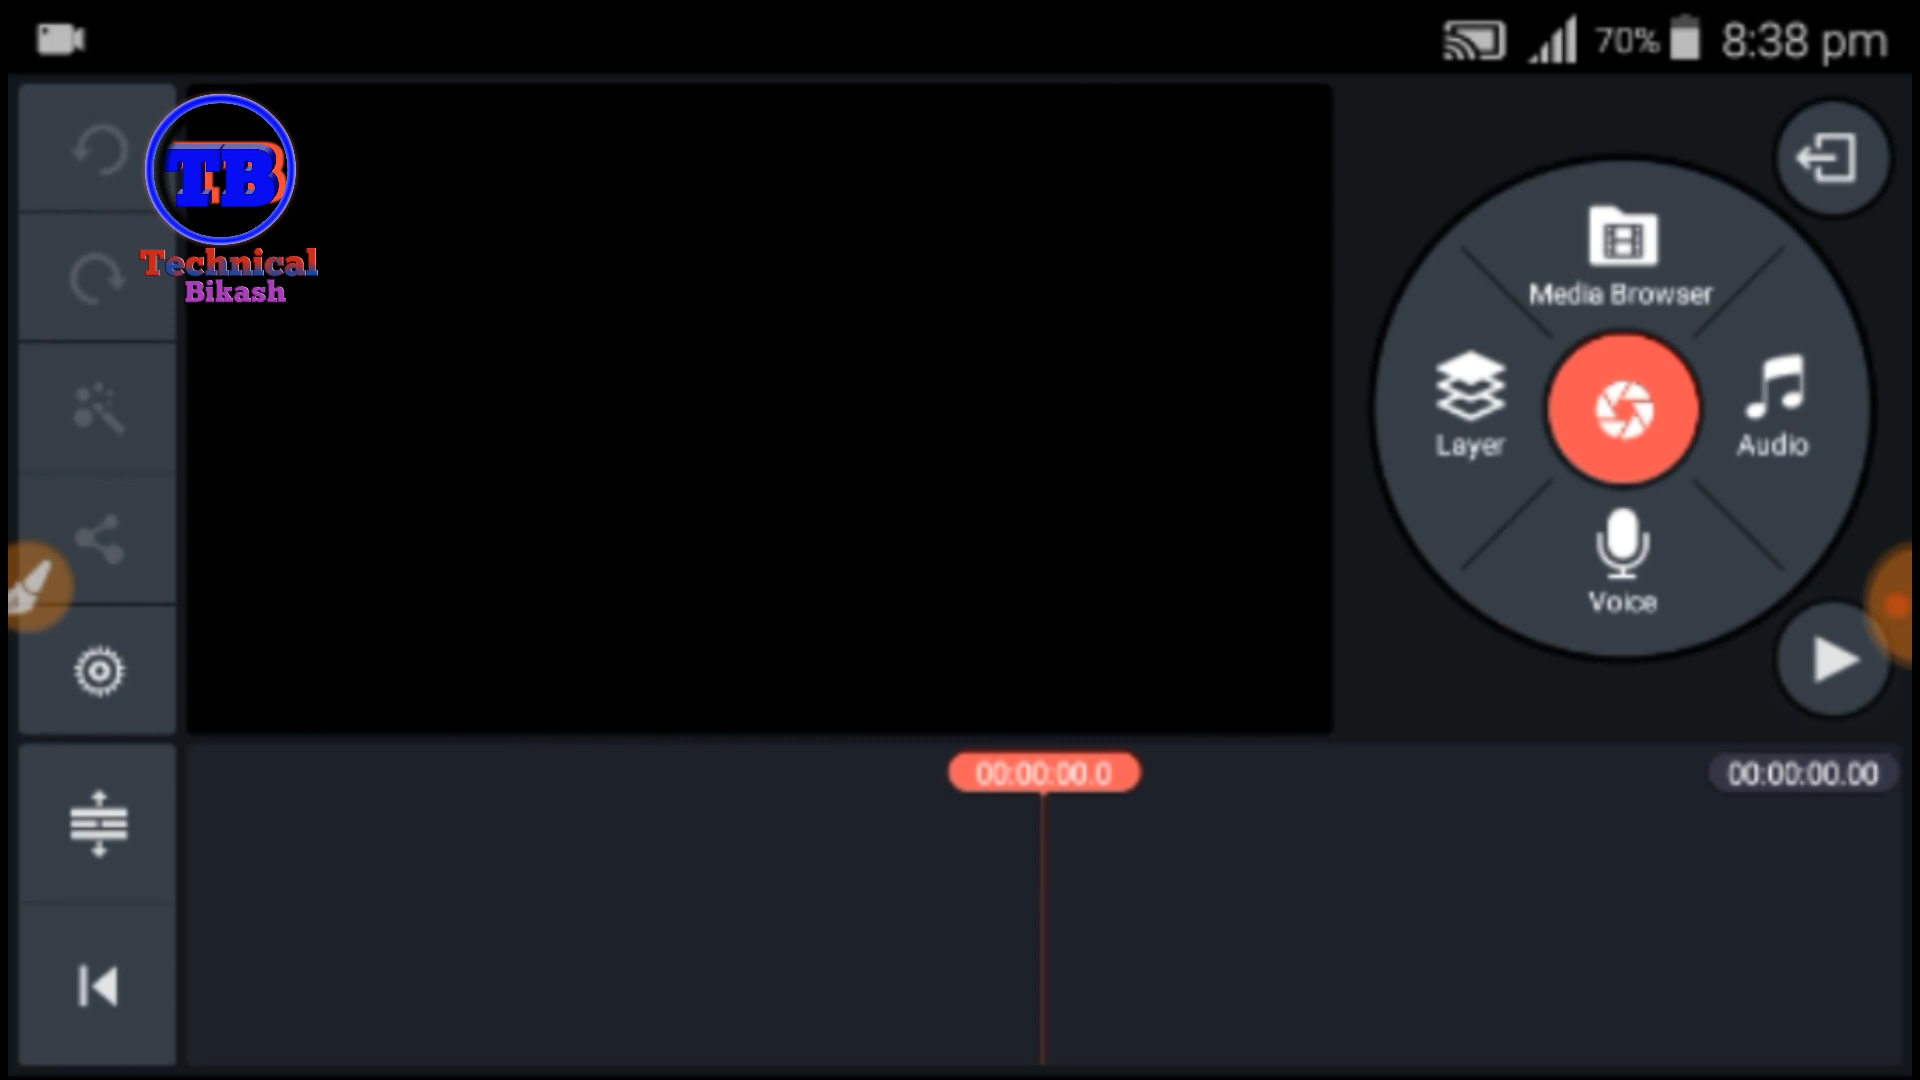 70% 8:38 pm
TB
Technical
Bikash
Media Browser
Layer
Audio
Voice
00:00:00.0
00:00:00.00